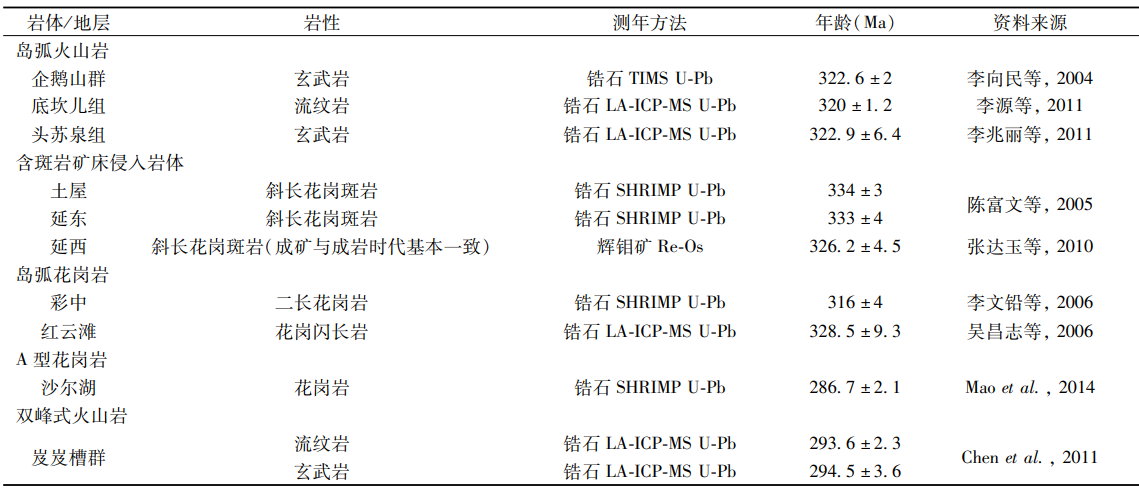 岩体/地层 岩性 测年方法 年龄(Ma) 资料来源
岛弧火山岩
企鹅山群 玄武岩 锆石 TIMS U-Pb 322.6 ±2 李向民等, 2004
底坎儿组 流纹岩 锆石 LA-ICP-MS U-Pb 320 ±1.2 李源等, 2011
头苏泉组 玄武岩 锆石 LA-ICP-MS U-Pb 322.9 ±6.4 李兆丽等, 2011
含斑岩矿床侵入岩体
土屋 斜长花岗斑岩 锆石 SHRIMP U-Pb 334 ±3 陈富文等, 2005
延东 斜长花岗斑岩 锆石 SHRIMP U-Pb 333 ±4
延西 斜长花岗斑岩(成矿与成岩时代基本一致) 辉钼矿 Re-Os 326.2 ±4.5 张达玉等, 2010
岛弧花岗岩
彩中 二长花岗岩 锆石 SHRIMP U-Pb 316 ±4 李文铅等, 2006
红云滩 花岗闪长岩 锆石 LA-ICP-MS U-Pb 328.5 ±9.3 吴昌志等, 2006
A 型花岗岩
沙尔湖 花岗岩 锆石 SHRIMP U-Pb 286.7 ±2.1 Mao et al. , 2014
双峰式火山岩
岌岌槽群 流纹岩 锆石 LA-ICP-MS U-Pb 293.6 ±2.3 Chen et al. , 2011
玄武岩 锆石 LA-ICP-MS U-Pb 294.5 ±3.6